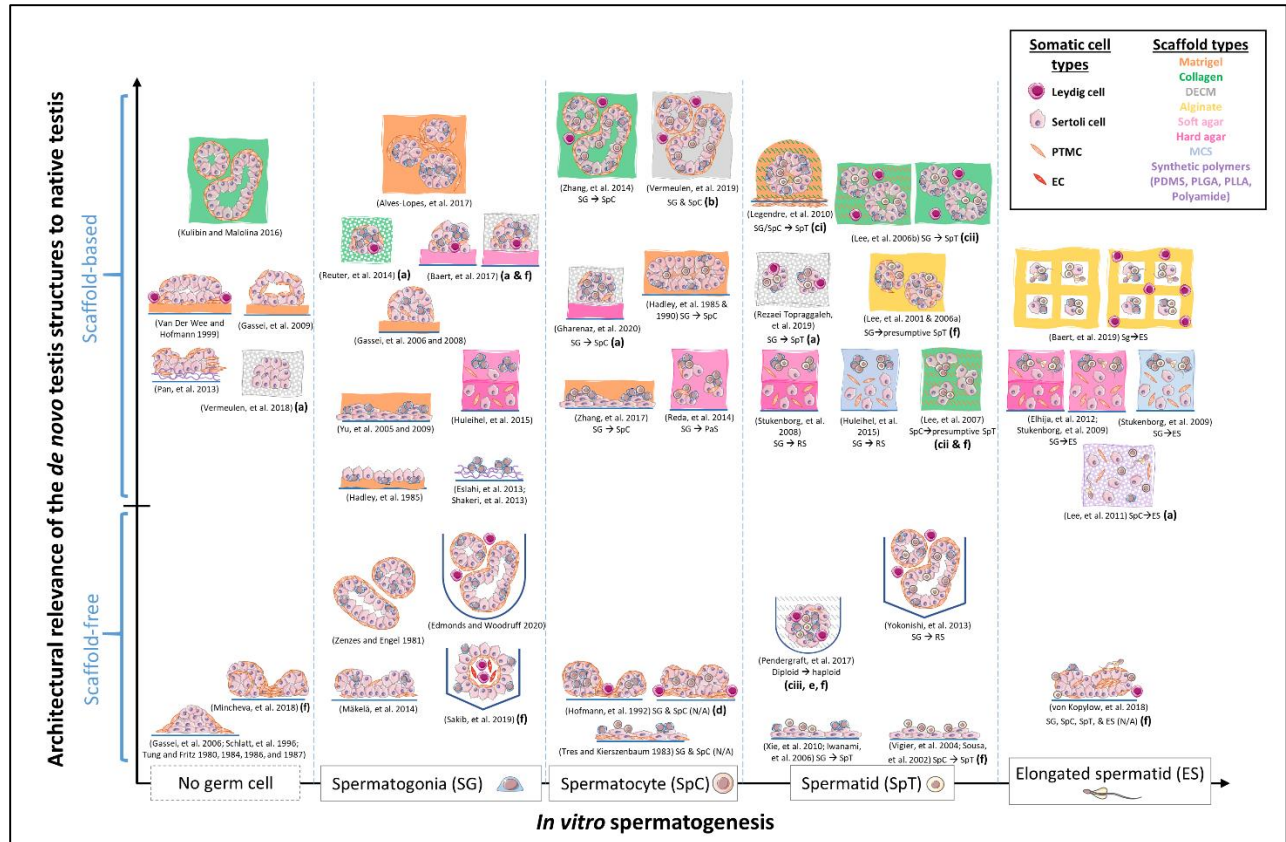 Architectural relevance of the de novo testis structures to native testis
Scaffold-based
Scaffold-free
Somatic cell
types
Leydig cell
Sertoli cell
PTMC
EC
Scaffold types
Matrigel
Collagen
DECM
Alginate
Soft agar
Hard agar
MCS
Synthetic polymers
(PDMS, PLGA, PLLA,
Polyamide)
(Kulibin and Malolina 2016)
(Van Der Wee and
Hofmann 1999)
(Gassei, et al. 2009)
(Pan, et al. 2013)
(Vermeulen, et al. 2018) (a)
(Mincheva, et al. 2018) (f)
(Gassei, et al. 2006; Schlatt, et al. 1996;
Tung and Fritz 1980, 1984, 1986, and 1987)
(Alves-Lopes, et al. 2017)
(Reuter, et al. 2014) (a)
(Baert, et al. 2017) (a & f)
(Gassei, et al. 2006 and 2008)
(Yu, et al. 2005 and 2009)
(Huleihel, et al. 2015)
(Hadley, et al. 1985)
(Eslahi, et al. 2013;
Shakeri, et al. 2013)
(Zenzes and Engel 1981)
(Edmonds and Woodruff 2020)
(Mäkelä, et al. 2014)
(Sakib, et al. 2019) (f)
(Zhang, et al. 2014)
SG → SpC
(Vermeulen, et al. 2019)
SG & SpC (b)
(Gharenaz, et al. 2020)
SG → SpC (a)
(Hadley, et al. 1985 &
1990) SG → SpC
(Zhang, et al. 2017)
SG → SpC
(Reda, et al. 2014)
SG → PaS
(Hofmann, et al. 1992) SG & SpC (N/A) (d)
(Tres and Kierszenbaum 1983) SG & SpC (N/A)
(Legendre, et al. 2010)
SG/SpC → SpT (ci)
(Lee, et al. 2006b) SG → SpT (cii)
(Rezaei Topraggaleh,
et al. 2019)
SG → SpT (a)
(Lee, et al. 2001 & 2006a)
SG→presumptive SpT
(f)
(Stukenborg, et al.
2008)
SG → RS
(Huleihel, et al.
2015)
SG → RS
(Lee, et al. 2007)
SpC→presumptive SpT
(cii & f)
(Pendergraft, et al. 2017)
Diploid → haploid
(ciii, e, f)
(Yokonishi, et al. 2013)
SG → RS
(Xie, et al. 2010; Iwanami,
et al. 2006) SG → SpT
(Vigier, et al. 2004; Sousa,
et al. 2002) SpC → SpT (f)
(Baert, et al. 2019) Sg→ES
(Elhija, et al. 2012;
Stukenborg, et al. 2009)
SG→ES
(Stukenborg, et al. 2009)
SG→ES
(Lee, et al. 2011) SpC→ES (a)
(von Kopylow, et al. 2018)
SG, SpC, SpT, & ES (N/A) (f)
No germ cell
Spermatogonia (SG)
Spermatocyte (SpC)
Spermatid (SpT)
Elongated spermatid (ES)
In vitro spermatogenesis